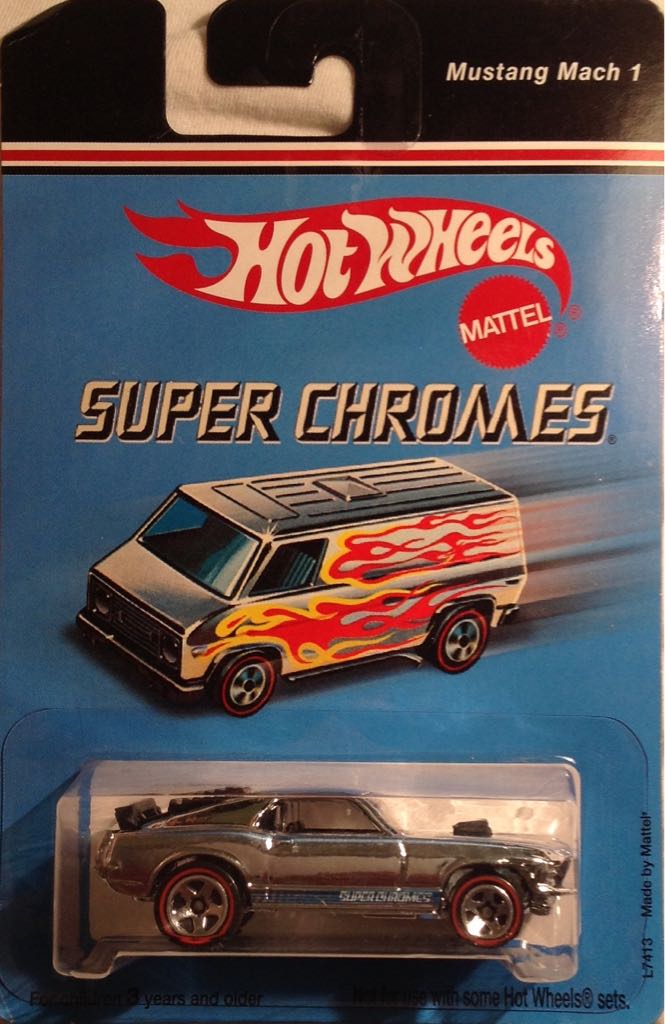 Mustang Mach 1
Hot Wheels
MATTEL
®
®
SUPER CHROMES®
SUPER CHROMES
L7413 Made by Mattel
For children 3 years and older
Not for use with some Hot Wheels® sets.